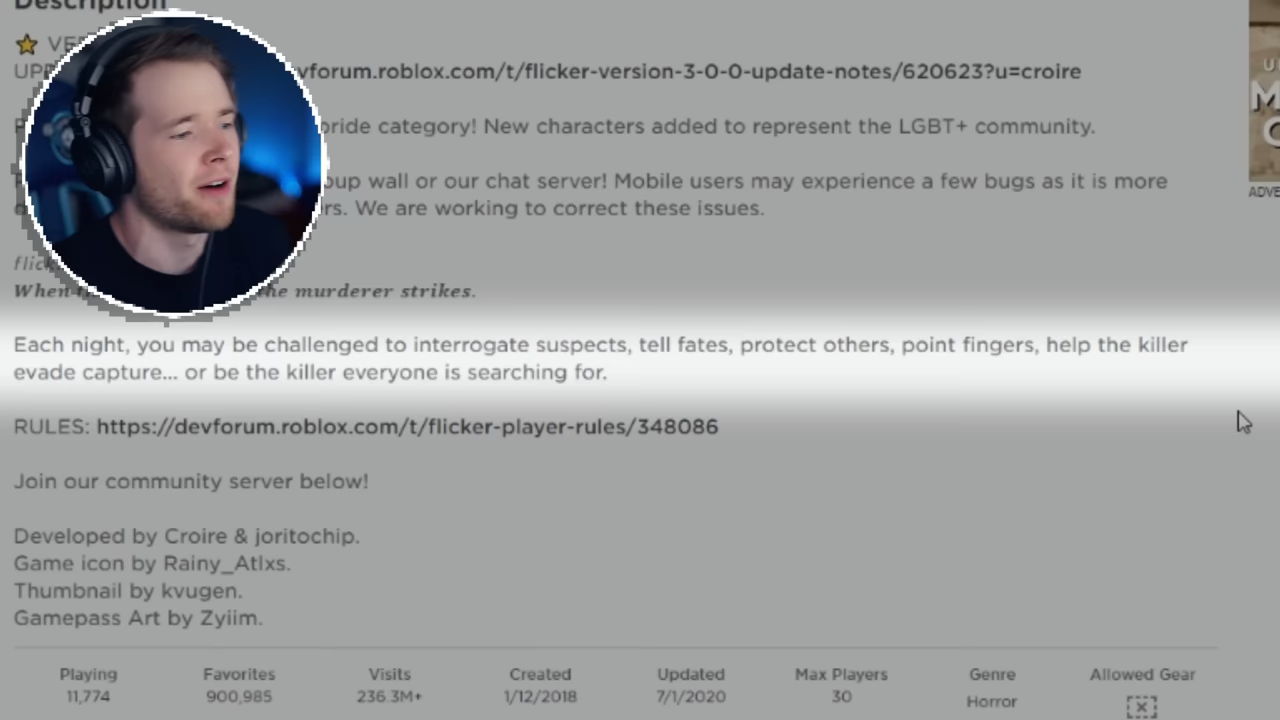 Description
vforum.roblox.com/t/flicker-version-3-0-0-update-notes/620623?u=croire
pride category! New characters added to represent the LGBT+ community.
oup wall or our chat server! Mobile users may experience a few bugs as it is more
rs. We are working to correct these issues.
the murderer strikes.
Each night, you may be challenged to interrogate suspects, tell fates, protect others, point fingers, help the killer
evade capture... or be the killer everyone is searching for.
RULES: https://devforum.roblox.com/t/flicker-player-rules/348086
Join our community server below!
Developed by Croire & joritochip.
Game icon by Rainy_Atlxs.
Thumbnail by kvugen.
Gamepass Art by Zyiim.
Playing Favorites Visits Created Updated Max Players Genre Allowed Gear
11,774 900,985 236.3M+ 1/12/2018 7/1/2020 30 Horror